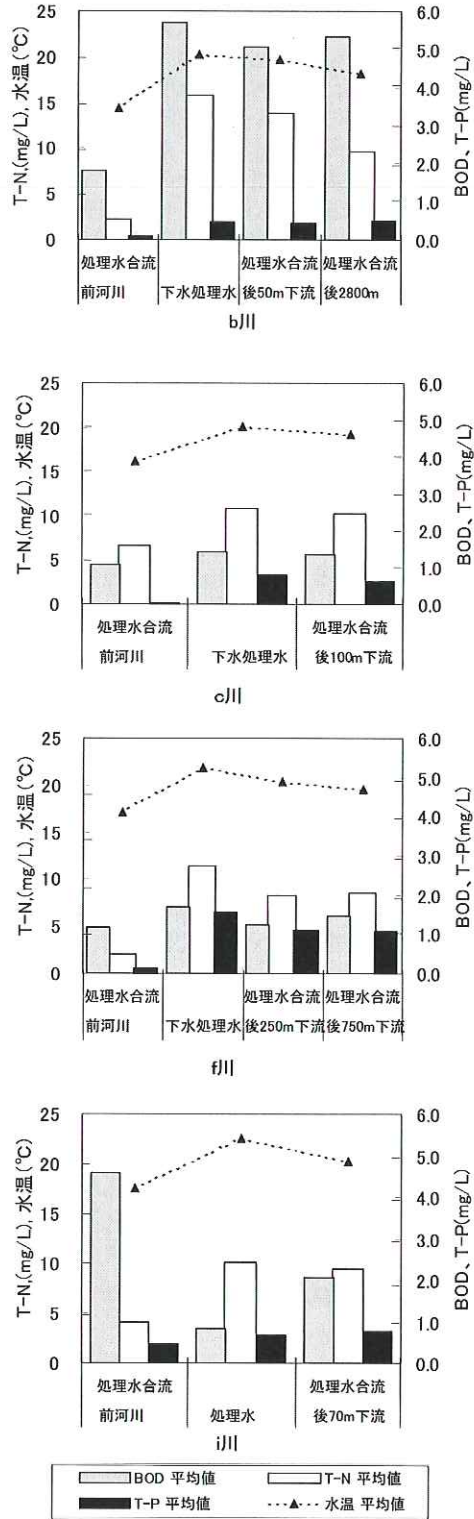 T-N,(mg/L), 水温(℃)
25
20
15
10
5
0
6.0
5.0
4.0
3.0
2.0
1.0
0.0
BOD、T-P(mg/L)
処理水合流 処理水合流 処理水合流
前河川 下水処理水 後50m下流 後2800m
b川
T-N,(mg/L), 水温(℃)
25
20
15
10
5
0
6.0
5.0
4.0
3.0
2.0
1.0
0.0
BOD、T-P(mg/L)
処理水合流 処理水合流
前河川 下水処理水 後100m下流
c川
T-N,(mg/L), 水温(℃)
25
20
15
10
5
0
6.0
5.0
4.0
3.0
2.0
1.0
0.0
BOD、T-P(mg/L)
処理水合流 処理水合流 処理水合流
前河川 下水処理水 後250m下流 後750m下流
f川
T-N,(mg/L), 水温(℃)
25
20
15
10
5
0
6.0
5.0
4.0
3.0
2.0
1.0
0.0
BOD、T-P(mg/L)
処理水合流 処理水合流
前河川 処理水 後70m下流
i川
BOD 平均値 T-N 平均値
T-P 平均値 水温 平均値